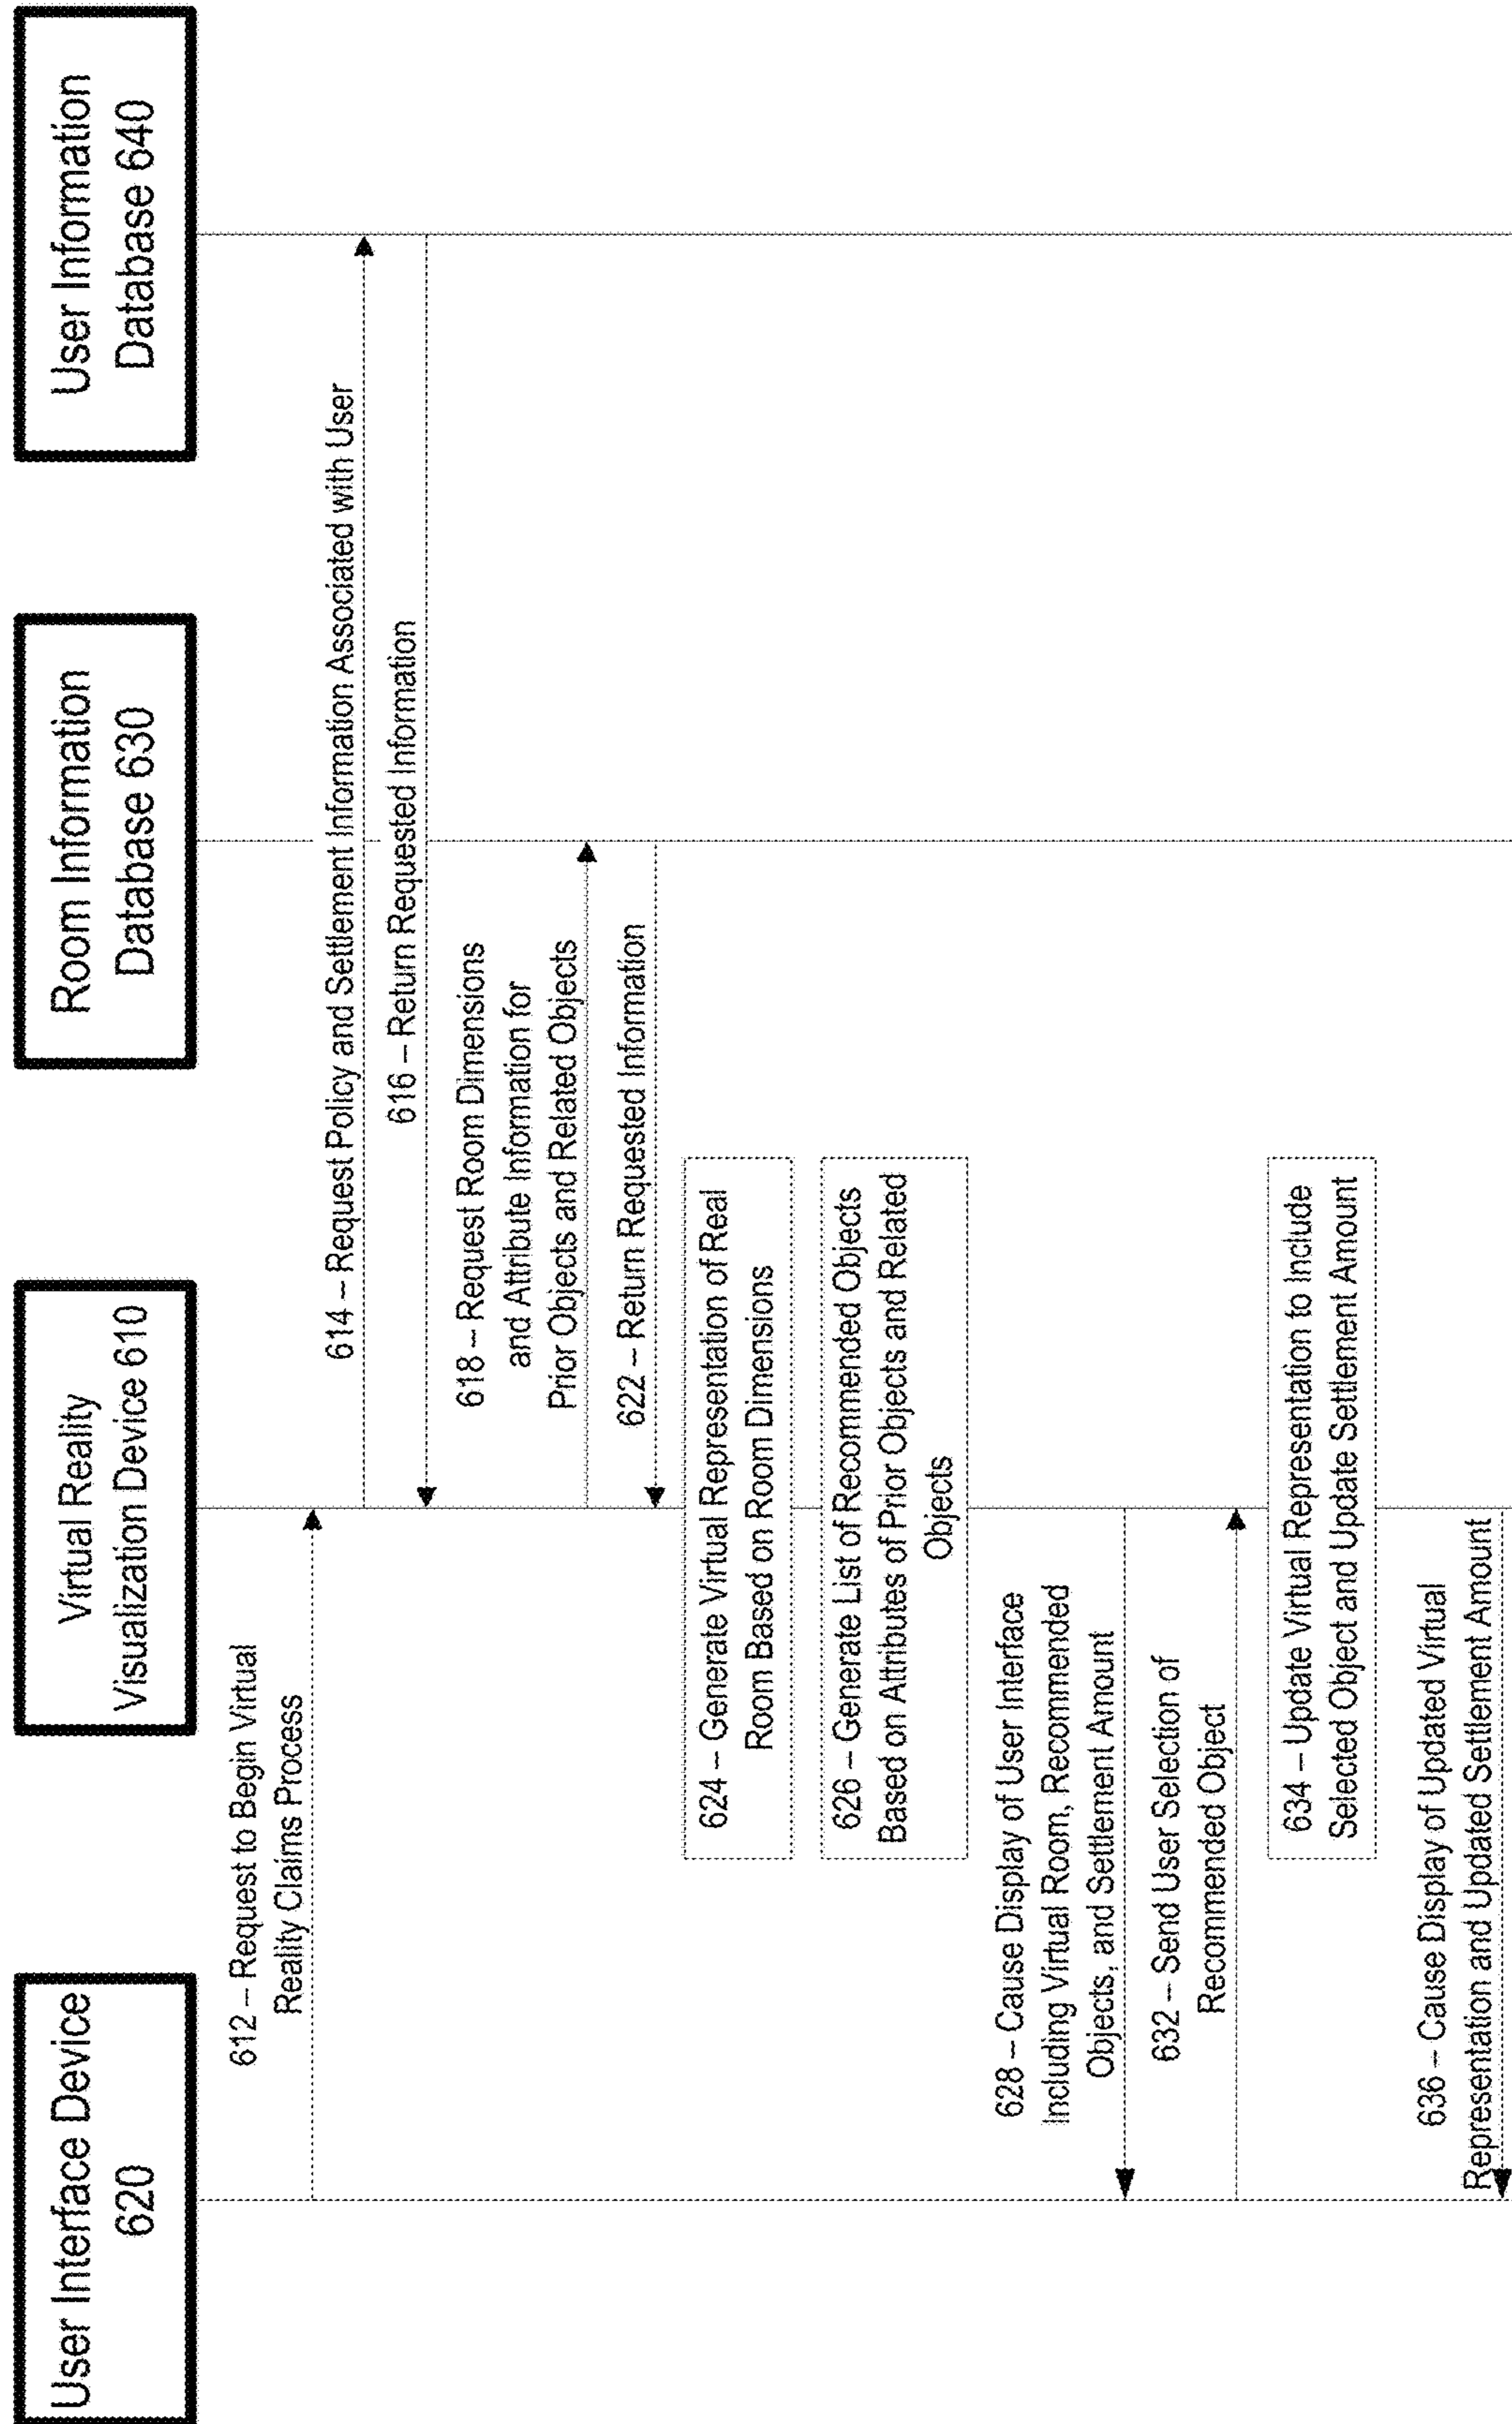 User Interface Device
620
Virtual Reality
Visualization Device 610
Room Information
Database 630
User Information
Database 640
612 – Request to Begin Virtual
Reality Claims Process
614 – Request Policy and Settlement Information Associated with User
616 – Return Requested Information
618 – Request Room Dimensions
and Attribute Information for
Prior Objects and Related Objects
622 – Return Requested Information
624 – Generate Virtual Representation of Real
Room Based on Room Dimensions
626 – Generate List of Recommended Objects
Based on Attributes of Prior Objects and Related
Objects
628 – Cause Display of User Interface
Including Virtual Room, Recommended
Objects, and Settlement Amount
632 – Send User Selection of
Recommended Object
634 – Update Virtual Representation to Include
Selected Object and Update Settlement Amount
636 – Cause Display of Updated Virtual
Representation and Updated Settlement Amount